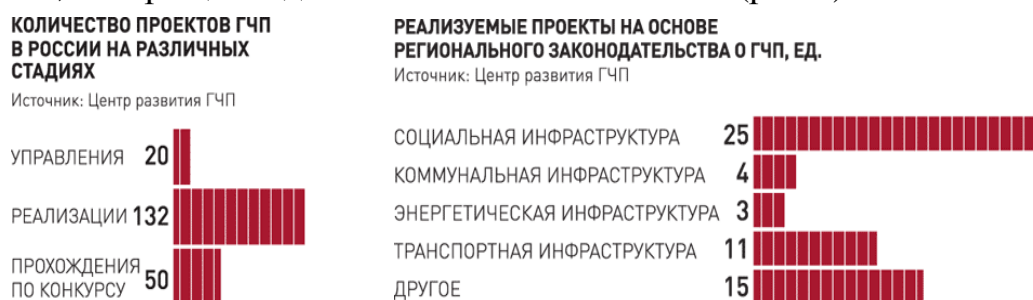 КОЛИЧЕСТВО ПРОЕКТОВ ГЧП
В РОССИИ НА РАЗЛИЧНЫХ
СТАДИЯХ
Источник: Центр развития ГЧП
УПРАВЛЕНИЯ 20
РЕАЛИЗАЦИИ 132
ПРОХОЖДЕНИЯ
ПО КОНКУРСУ 50
РЕАЛИЗУЕМЫЕ ПРОЕКТЫ НА ОСНОВЕ
РЕГИОНАЛЬНОГО ЗАКОНОДАТЕЛЬСТВА О ГЧП, ЕД.
Источник: Центр развития ГЧП
СОЦИАЛЬНАЯ ИНФРАСТРУКТУРА 25
КОММУНАЛЬНАЯ ИНФРАСТРУКТУРА 4
ЭНЕРГЕТИЧЕСКАЯ ИНФРАСТРУКТУРА 3
ТРАНСПОРТНАЯ ИНФРАСТРУКТУРА 11
ДРУГОЕ 15